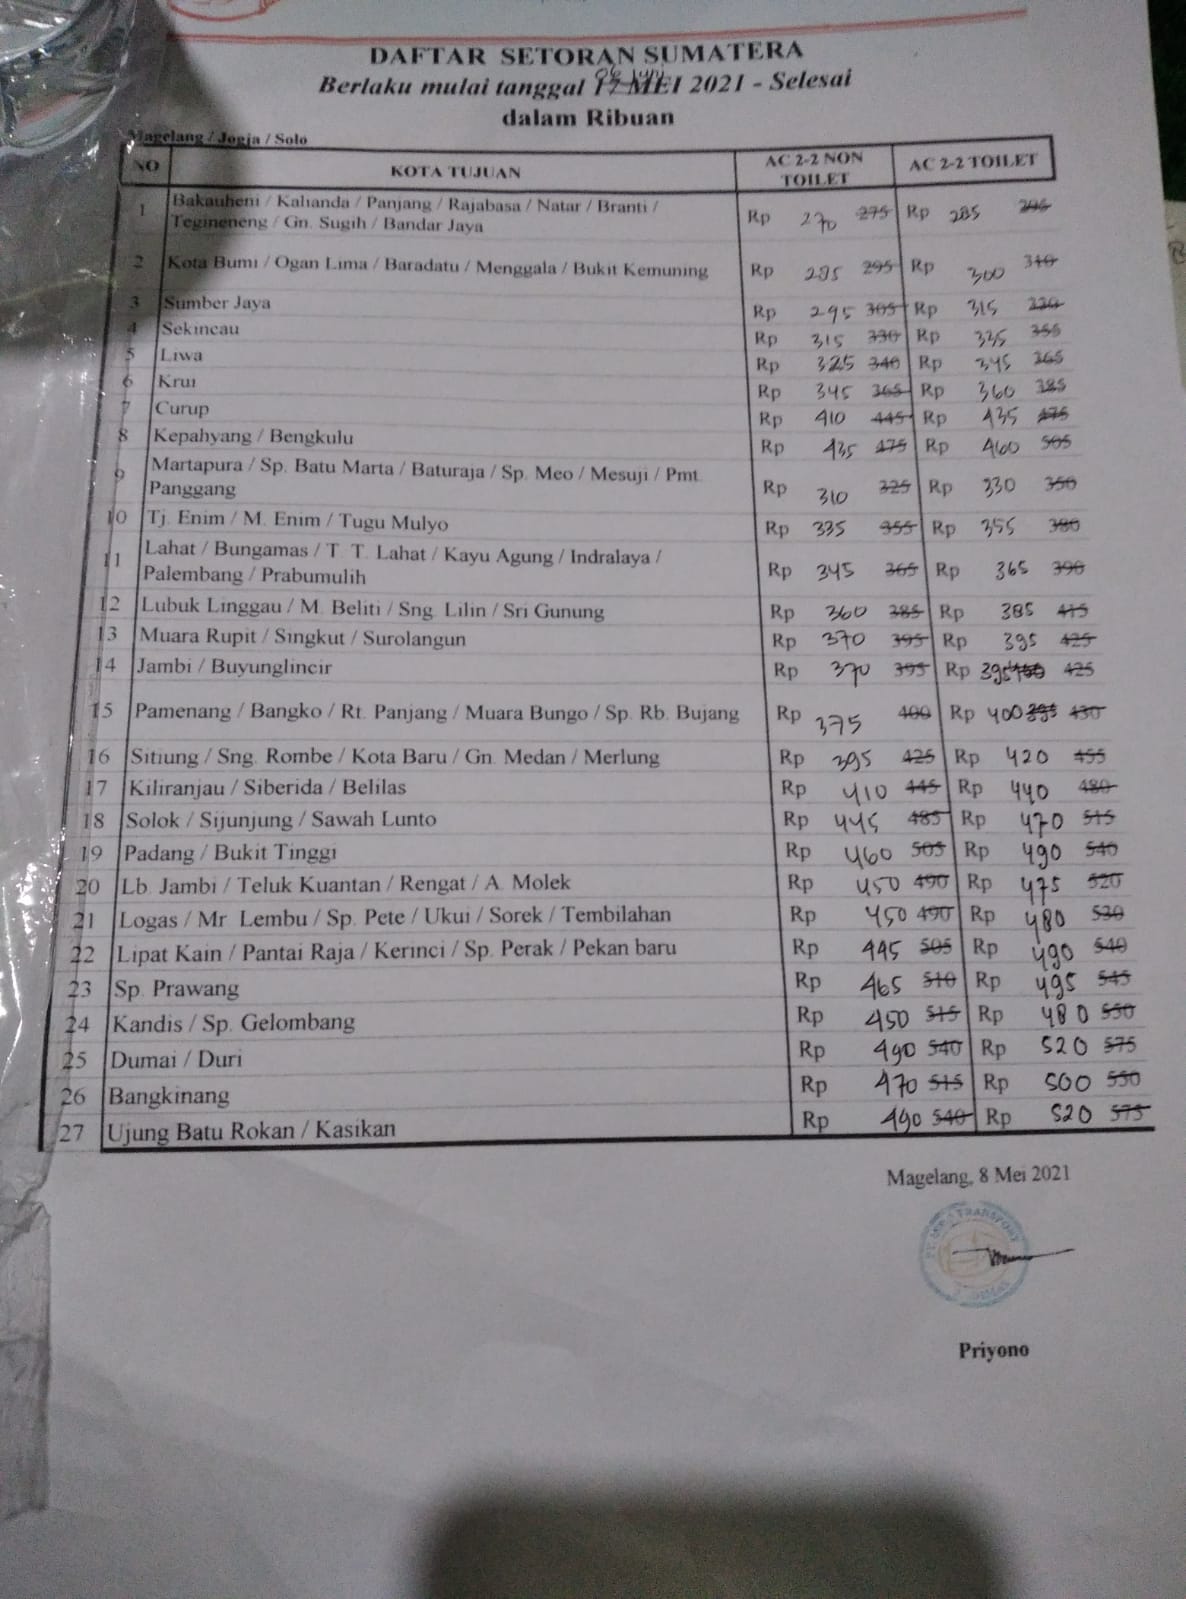 DAFTAR SETORAN SUMATERA
Berlaku mulai tanggal 17 MEI 2021 - Selesai
dalam Ribuan
Magelang / Jogja / Solo
NO KOTA TUJUAN AC 2-2 NON TOILET AC 2-2 TOILET
1 Bakauheni / Kalianda / Panjang / Rajabasa / Natar / Branti / Rp 270 275 Rp 285 295
Tegineneng / Gn. Sugih / Bandar Jaya
2 Kota Bumi / Ogan Lima / Baradatu / Menggala / Bukit Kemuning Rp 285 295 Rp 300 310
3 Sumber Jaya Rp 295 305 Rp 315 330
4 Sekincau Rp 315 330 Rp 335 355
5 Liwa Rp 325 340 Rp 345 365
6 Krui Rp 345 365 Rp 360 385
7 Curup Rp 410 445 Rp 435 475
8 Kepahyang / Bengkulu Rp 435 475 Rp 460 505
9 Martapura / Sp. Batu Marta / Baturaja / Sp. Meo / Mesuji / Pmt. Rp 310 325 Rp 330 350
Panggang
10 Tj. Enim / M. Enim / Tugu Mulyo Rp 335 355 Rp 355 380
11 Lahat / Bungamas / T. T. Lahat / Kayu Agung / Indralaya / Rp 345 365 Rp 365 390
Palembang / Prabumulih
12 Lubuk Linggau / M. Beliti / Sng. Lilin / Sri Gunung Rp 360 385 Rp 385 415
13 Muara Rupit / Singkut / Surolangun Rp 370 395 Rp 395 425
14 Jambi / Buyunglincir Rp 370 395 Rp 395 425
15 Pamenang / Bangko / Rt. Panjang / Muara Bungo / Sp. Rb. Bujang Rp 375 400 Rp 400 395 430
16 Sitiung / Sng. Rombe / Kota Baru / Gn. Medan / Merlung Rp 395 425 Rp 420 455
17 Kiliranjau / Siberida / Belilas Rp 410 445 Rp 440 480
18 Solok / Sijunjung / Sawah Lunto Rp 445 485 Rp 470 515
19 Padang / Bukit Tinggi Rp 460 505 Rp 490 540
20 Lb. Jambi / Teluk Kuantan / Rengat / A. Molek Rp 450 490 Rp 475 520
21 Logas / Mr. Lembu / Sp. Pete / Ukui / Sorek / Tembilahan Rp 450 490 Rp 480 530
22 Lipat Kain / Pantai Raja / Kerinci / Sp. Perak / Pekan baru Rp 445 505 Rp 490 540
23 Sp. Prawang Rp 465 510 Rp 495 545
24 Kandis / Sp. Gelombang Rp 450 515 Rp 480 550
25 Dumai / Duri Rp 490 540 Rp 520 575
26 Bangkinang Rp 470 515 Rp 500 550
27 Ujung Batu Rokan / Kasikan Rp 490 540 Rp 520 575
Magelang, 8 Mei 2021
TRANSPORT
Priyono